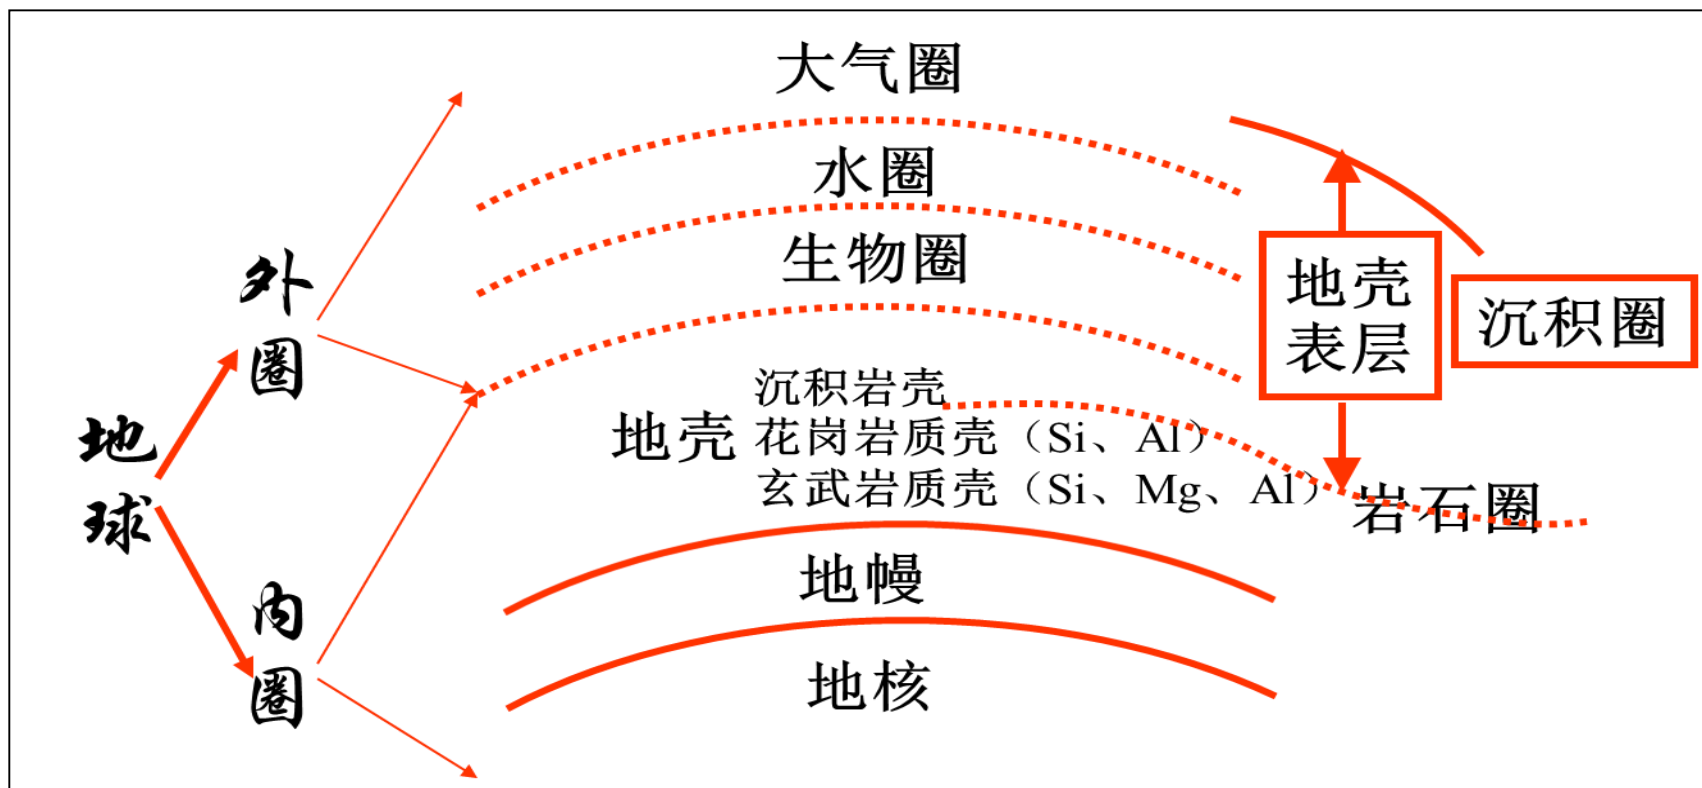 大气圈
水圈
生物圈
外圈
地壳表层
沉积圈
地球
沉积岩壳
地壳
花岗岩质壳（Si、Al）
玄武岩质壳（Si、Mg、Al）
岩石圈
内圈
地幔
地核